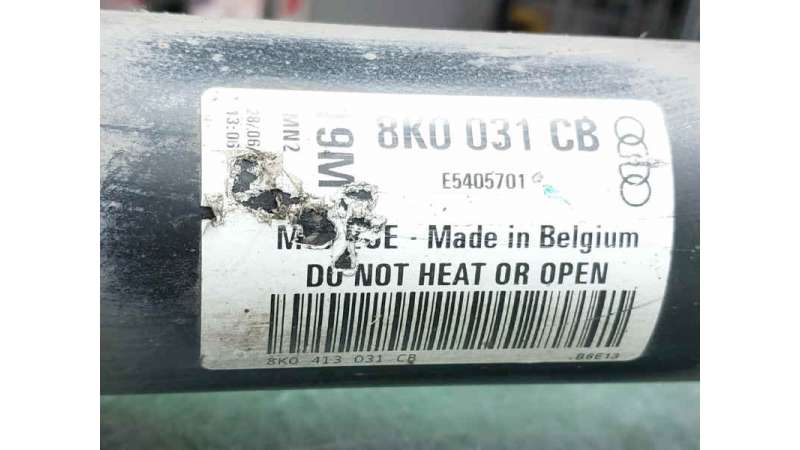 28/06
13:06
MN2
19M
8K0 031 CB
E5405701
- Made in Belgium
DO NOT HEAT OR OPEN
8K0 413 031 CB
B6E13